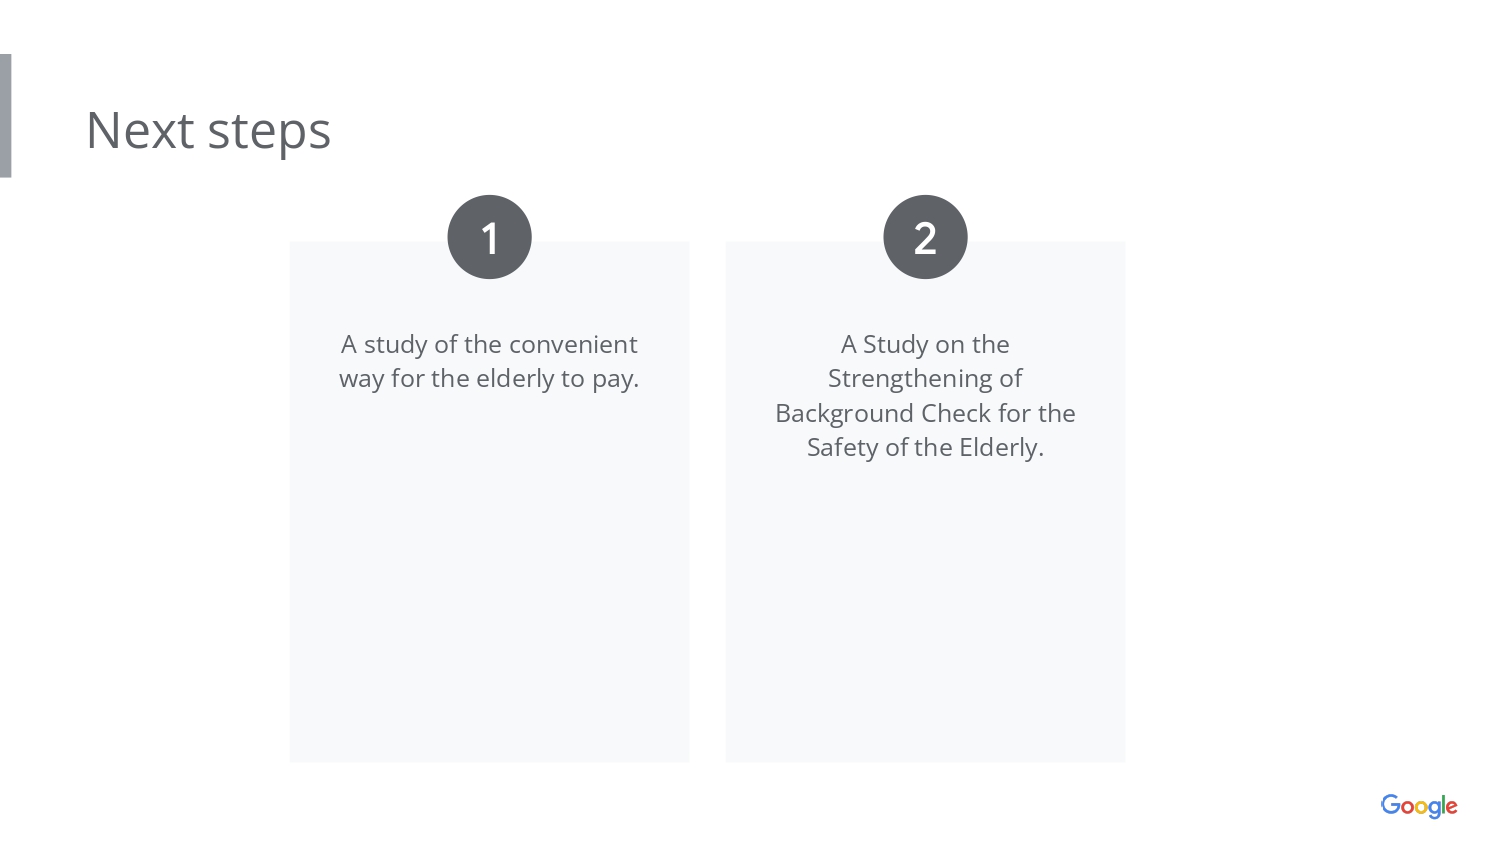 Next steps
1
A study of the convenient
way for the elderly to pay.
2
A Study on the
Strengthening of
Background Check for the
Safety of the Elderly.
Google